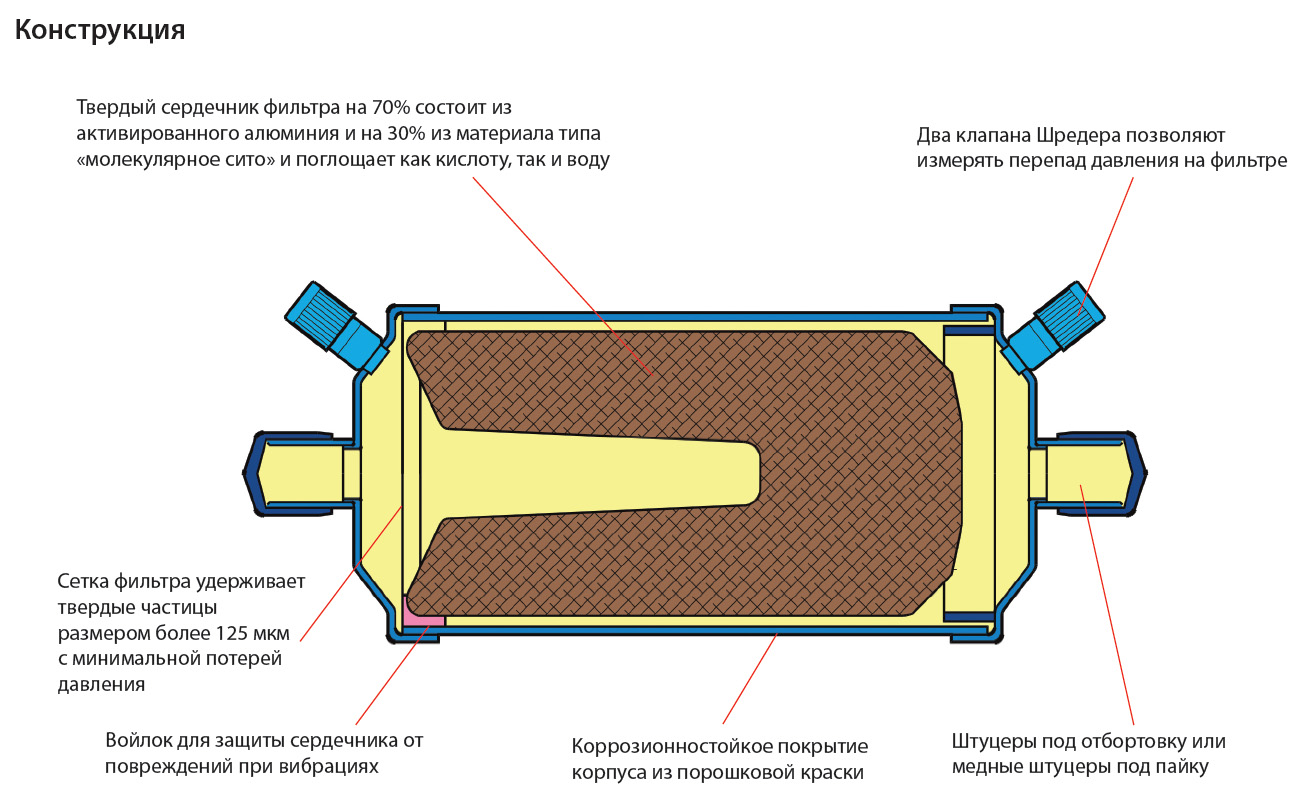 Конструкция
Твердый сердечник фильтра на 70% состоит из
активированного алюминия и на 30% из материала типа
«молекулярное сито» и поглощает как кислоту, так и воду
Два клапана Шредера позволяют
измерять перепад давления на фильтре
Сетка фильтра удерживает
твердые частицы
размером более 125 мкм
с минимальной потерей
давления
Войлок для защиты сердечника от
повреждений при вибрациях
Коррозионностойкое покрытие
корпуса из порошковой краски
Штуцеры под отбортовку или
медные штуцеры под пайку